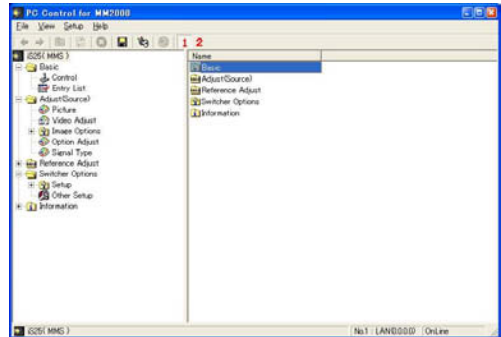 PC Control for MM2000
File View Setup Help
1 2
iS25( MMS )
Basic
Control
Entry List
Adjust(Source)
Picture
Video Adjust
Image Options
Option Adjust
Signal Type
Reference Adjust
Switcher Options
Setup
Other Setup
Information
Name
Basic
Adjust(Source)
Reference Adjust
Switcher Options
Information
iS25( MMS )
No.1 : LAN(0.0.0.0)
OnLine